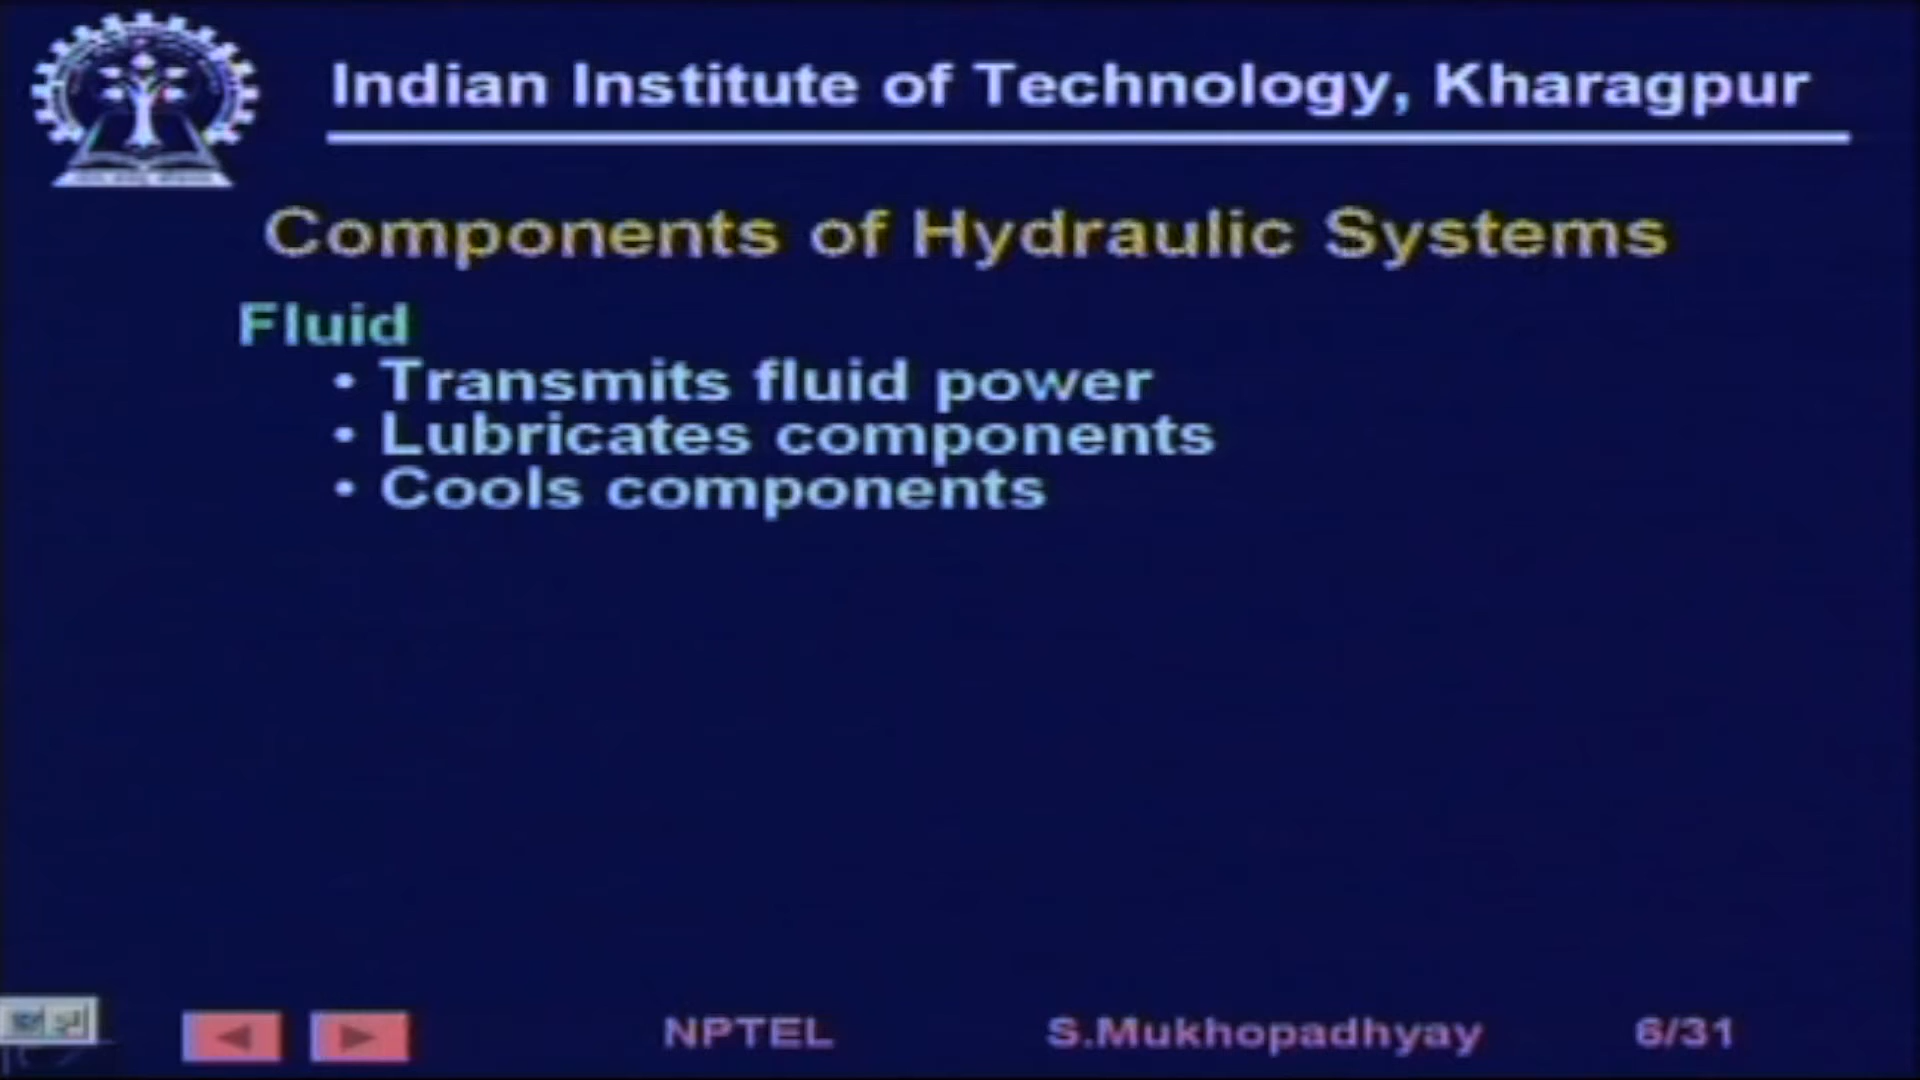 Indian Institute of Technology, Kharagpur
Components of Hydraulic Systems
Fluid
• Transmits fluid power
• Lubricates components
• Cools components
NPTEL S.Mukhopadhyay 6/31